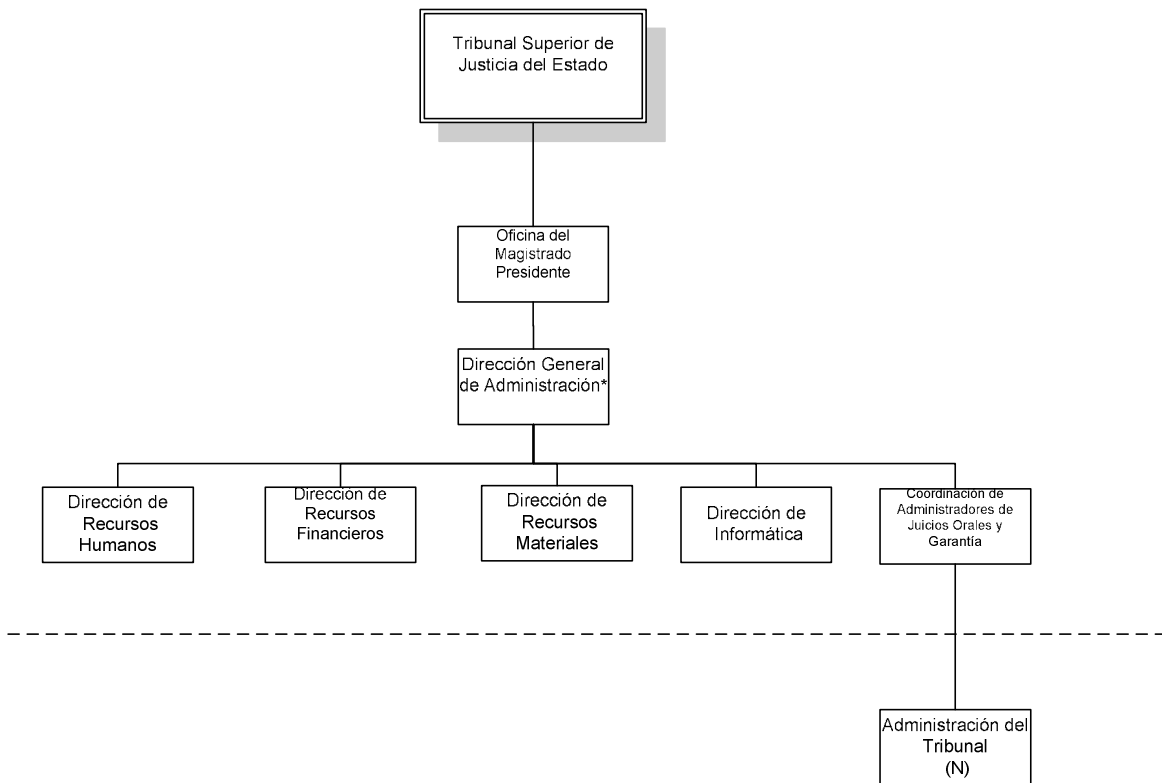 Tribunal Superior de
Justicia del Estado
Oficina del
Magistrado
Presidente
Dirección General
de Administración*
Dirección de
Recursos
Humanos
Dirección de
Recursos
Financieros
Dirección de
Recursos
Materiales
Dirección de
Informática
Coordinación de
Administradores de
Juicios Orales y
Garantía
Administración del
Tribunal
(N)